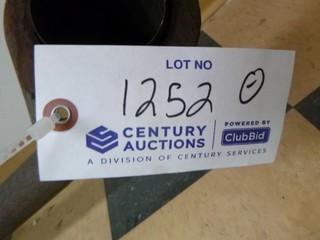 LOT NO
1252 0
CENTURY AUCTIONS
POWERED BY
ClubBid
A DIVISION OF CENTURY SERVICES